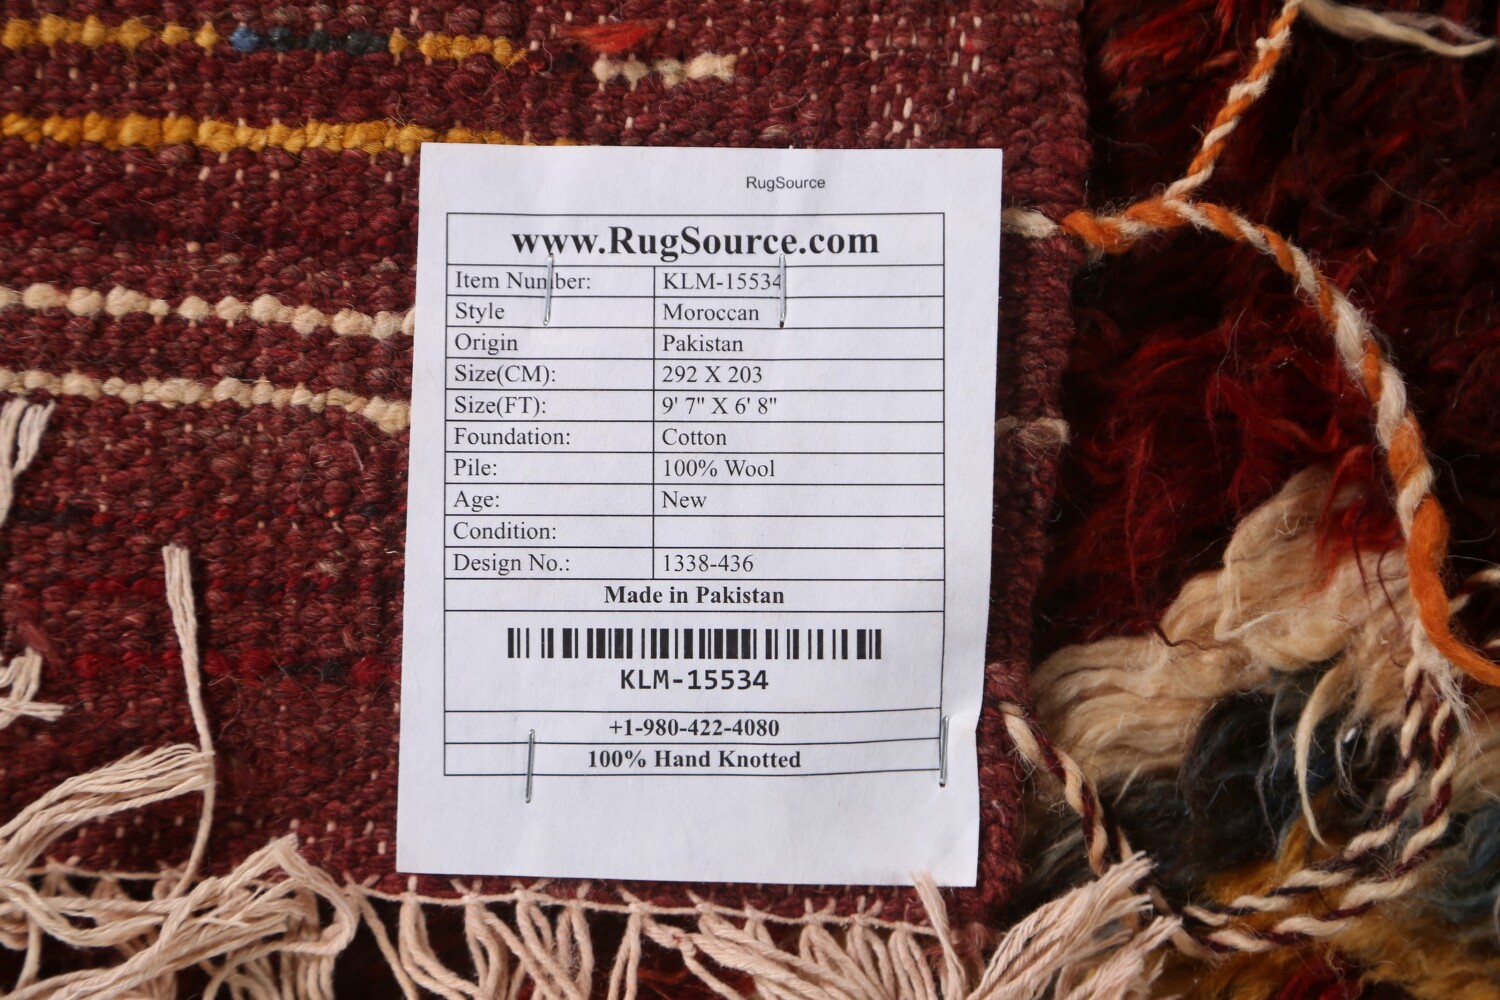 RugSource
www.RugSource.com
Item Number: KLM-15534
Style Moroccan
Origin Pakistan
Size(CM): 292 X 203
Size(FT): 9' 7" X 6' 8"
Foundation: Cotton
Pile: 100% Wool
Age: New
Condition:
Design No.: 1338-436
Made in Pakistan
KLM-15534
+1-980-422-4080
100% Hand Knotted